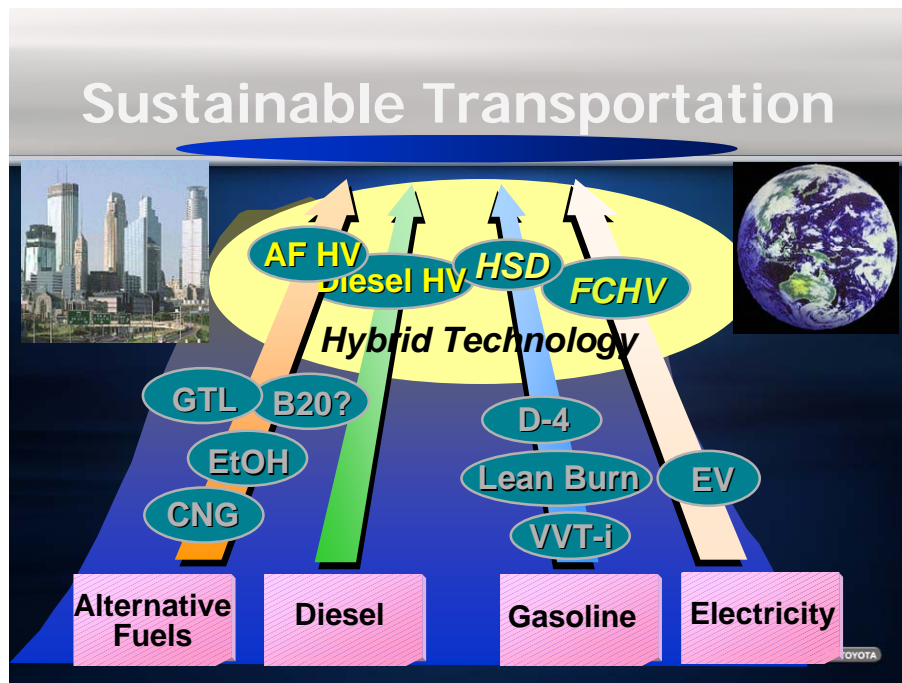 Sustainable Transportation
AF HV
Diesel HV
HSD
FCHV
Hybrid Technology
GTL
B20?
D-4
EtOH
Lean Burn
EV
CNG
VVT-i
Alternative
Fuels
Diesel
Gasoline
Electricity
TOYOTA